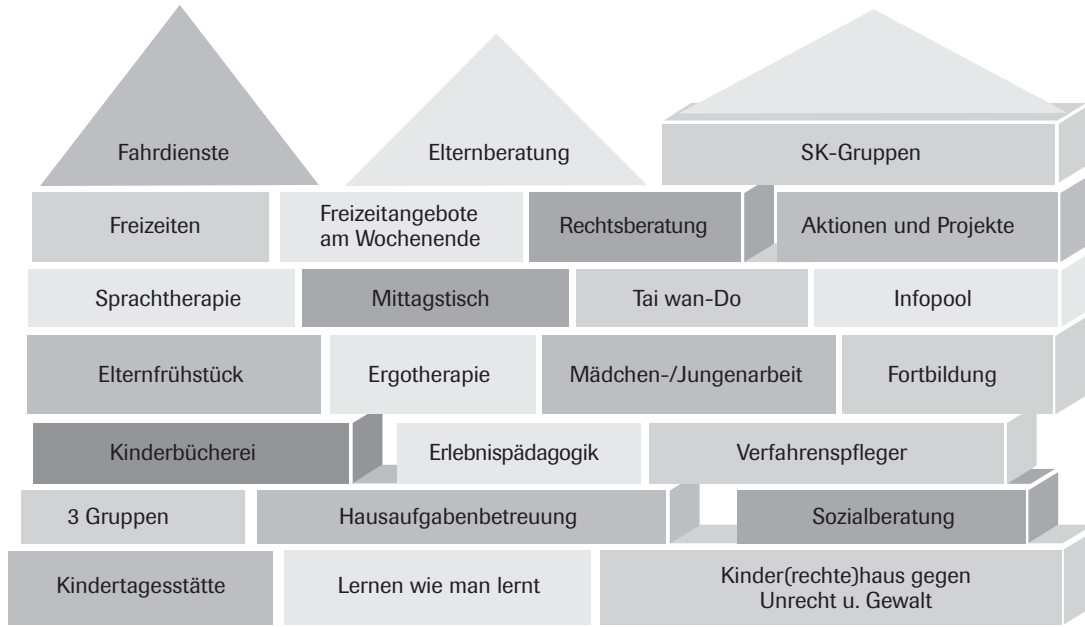 Fahrdienste
Elternberatung
SK-Gruppen
Freizeiten
Freizeitangebote
am Wochenende
Rechtsberatung
Aktionen und Projekte
Sprachtherapie
Mittagstisch
Tai wan-Do
Infopool
Elternfrühstück
Ergotherapie
Mädchen-/Jungenarbeit
Fortbildung
Kinderbücherei
Erlebnispädagogik
Verfahrenspfleger
3 Gruppen
Hausaufgabenbetreuung
Sozialberatung
Kindertagesstätte
Lernen wie man lernt
Kinder(rechte)haus gegen
Unrecht u. Gewalt